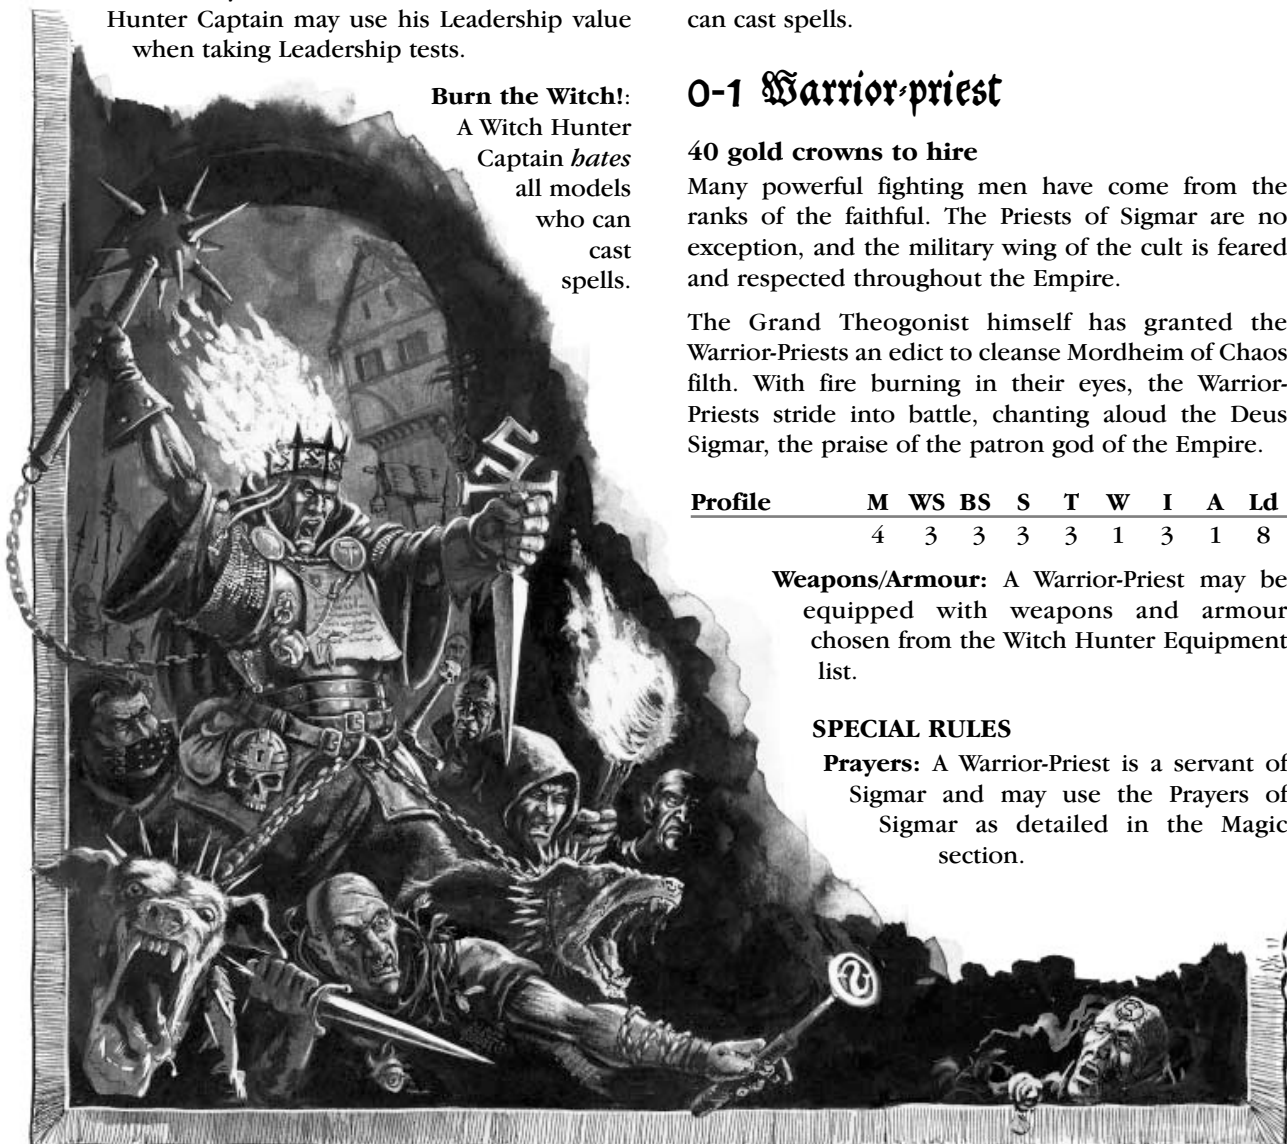 Hunter Captain may use his Leadership value
when taking Leadership tests.
Burn the Witch!:
A Witch Hunter
Captain hates
all models
who can
cast
spells.
can cast spells.
0-1 Warrior-priest
40 gold crowns to hire
Many powerful fighting men have come from the
ranks of the faithful. The Priests of Sigmar are no
exception, and the military wing of the cult is feared
and respected throughout the Empire.
The Grand Theogonist himself has granted the
Warrior-Priests an edict to cleanse Mordheim of Chaos
filth. With fire burning in their eyes, the Warrior-
Priests stride into battle, chanting aloud the Deus
Sigmar, the praise of the patron god of the Empire.
Profile M WS BS S T W I A Ld
4 3 3 3 3 1 3 1 8
Weapons/Armour: A Warrior-Priest may be
equipped with weapons and armour
chosen from the Witch Hunter Equipment
list.
SPECIAL RULES
Prayers: A Warrior-Priest is a servant of
Sigmar and may use the Prayers of
Sigmar as detailed in the Magic
section.